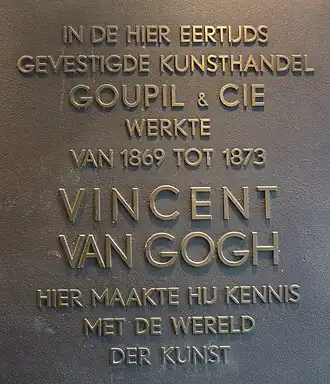 IN DE HIER EERTIJDS
GEVESTIGDE KUNSTHANDEL
GOUPIL & CIE
WERKTE
VAN 1869 TOT 1873
VINCENT
VAN GOGH
HIER MAAKTE HIJ KENNIS
MET DE WERELD
DER KUNST